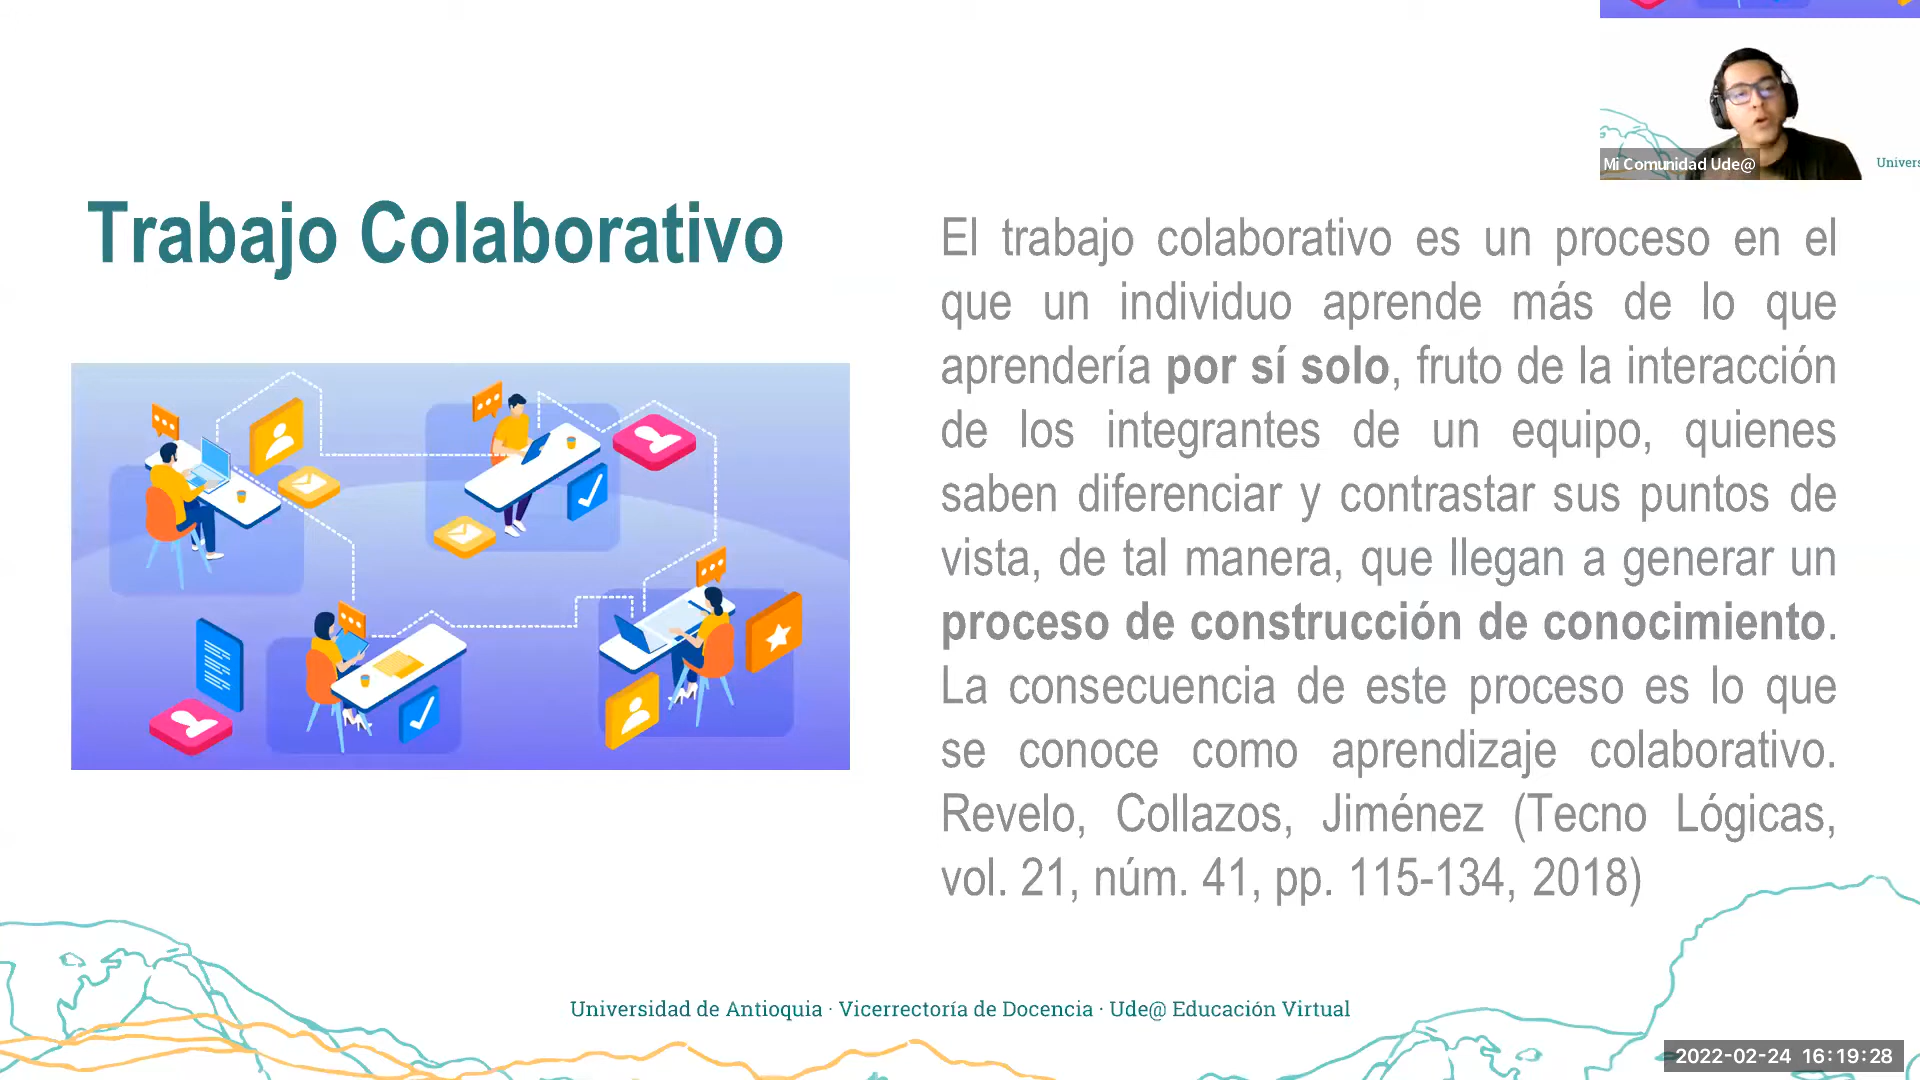 Mi Comunidad Ude@
Univers
Trabajo Colaborativo
El trabajo colaborativo es un proceso en el
que un individuo aprende más de lo que
aprendería por sí solo, fruto de la interacción
de los integrantes de un equipo, quienes
saben diferenciar y contrastar sus puntos de
vista, de tal manera, que llegan a generar un
proceso de construcción de conocimiento.
La consecuencia de este proceso es lo que
se conoce como aprendizaje colaborativo.
Revelo, Collazos, Jiménez (Tecno Lógicas,
vol. 21, núm. 41, pp. 115-134, 2018)
Universidad de Antioquia · Vicerrectoría de Docencia · Ude@ Educación Virtual
2022-02-24 16:19:28